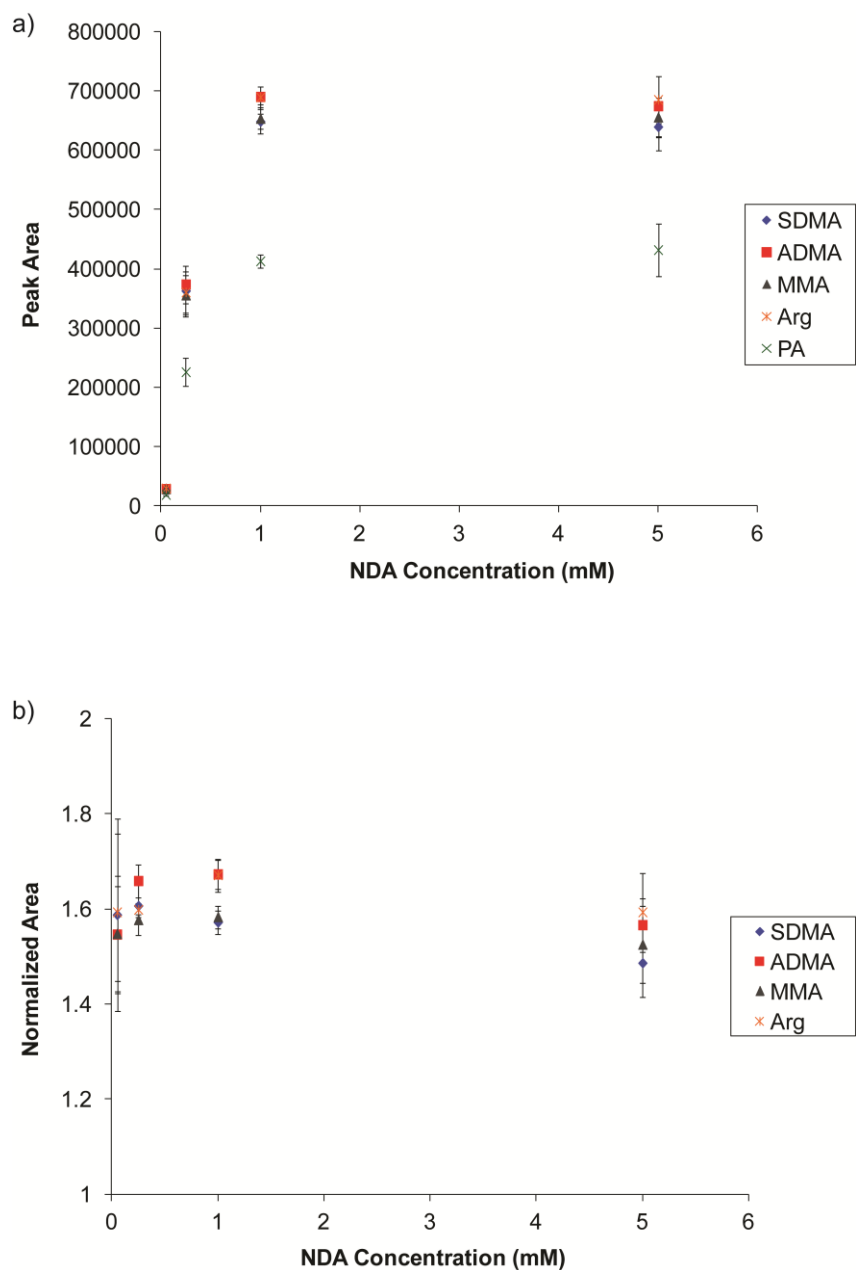 a)
800000
700000
600000
500000
400000
300000
200000
100000
0
Peak Area
0 1 2 3 4 5 6
NDA Concentration (mM)
SDMA
ADMA
MMA
Arg
PA
b)
2
1.8
1.6
1.4
1.2
1
Normalized Area
0 1 2 3 4 5 6
NDA Concentration (mM)
SDMA
ADMA
MMA
Arg